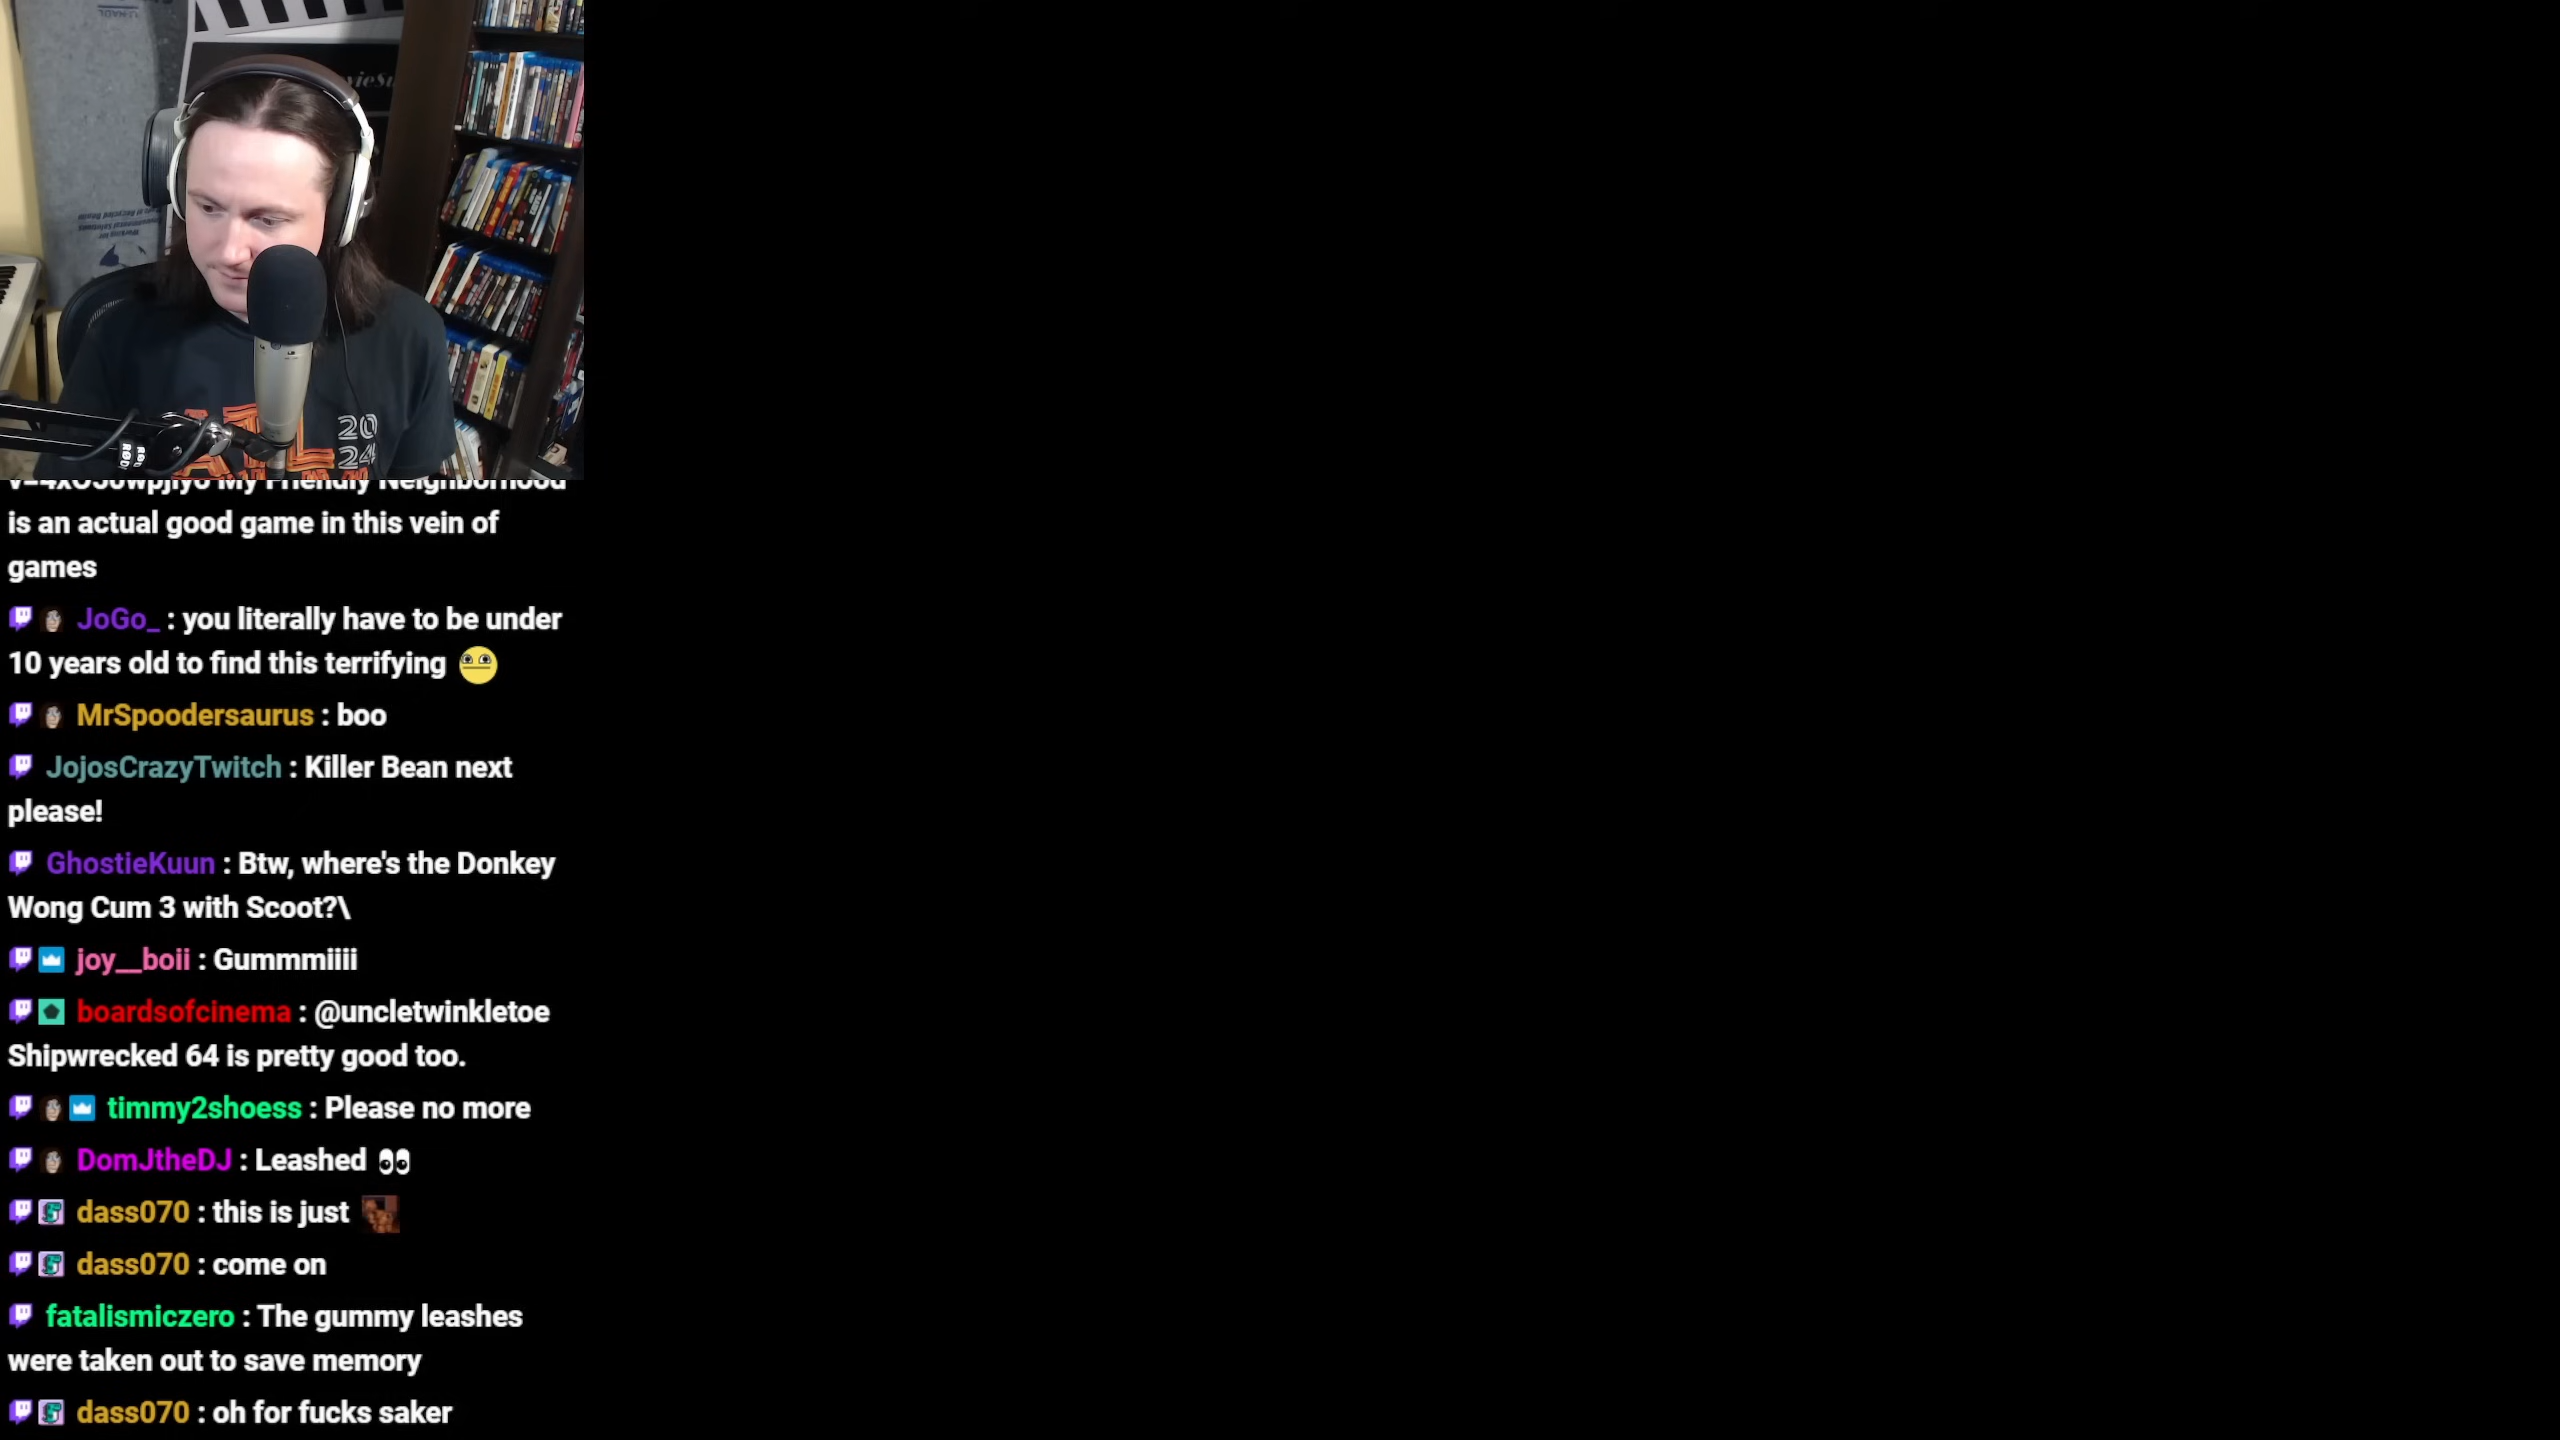 20
24
RØDE
is an actual good game in this vein of
games
JoGo_ : you literally have to be under
10 years old to find this terrifying
MrSpoodersaurus : boo
JojosCrazyTwitch : Killer Bean next
please!
GhostieKuun : Btw, where's the Donkey
Wong Cum 3 with Scoot?\
joy__boii : Gummmiiii
boardsofcinema : @uncletwinkletoe
Shipwrecked 64 is pretty good too.
timmy2shoess : Please no more
DomJtheDJ : Leashed 👀
dass070 : this is just
dass070 : come on
fatalismiczero : The gummy leashes
were taken out to save memory
dass070 : oh for fucks saker